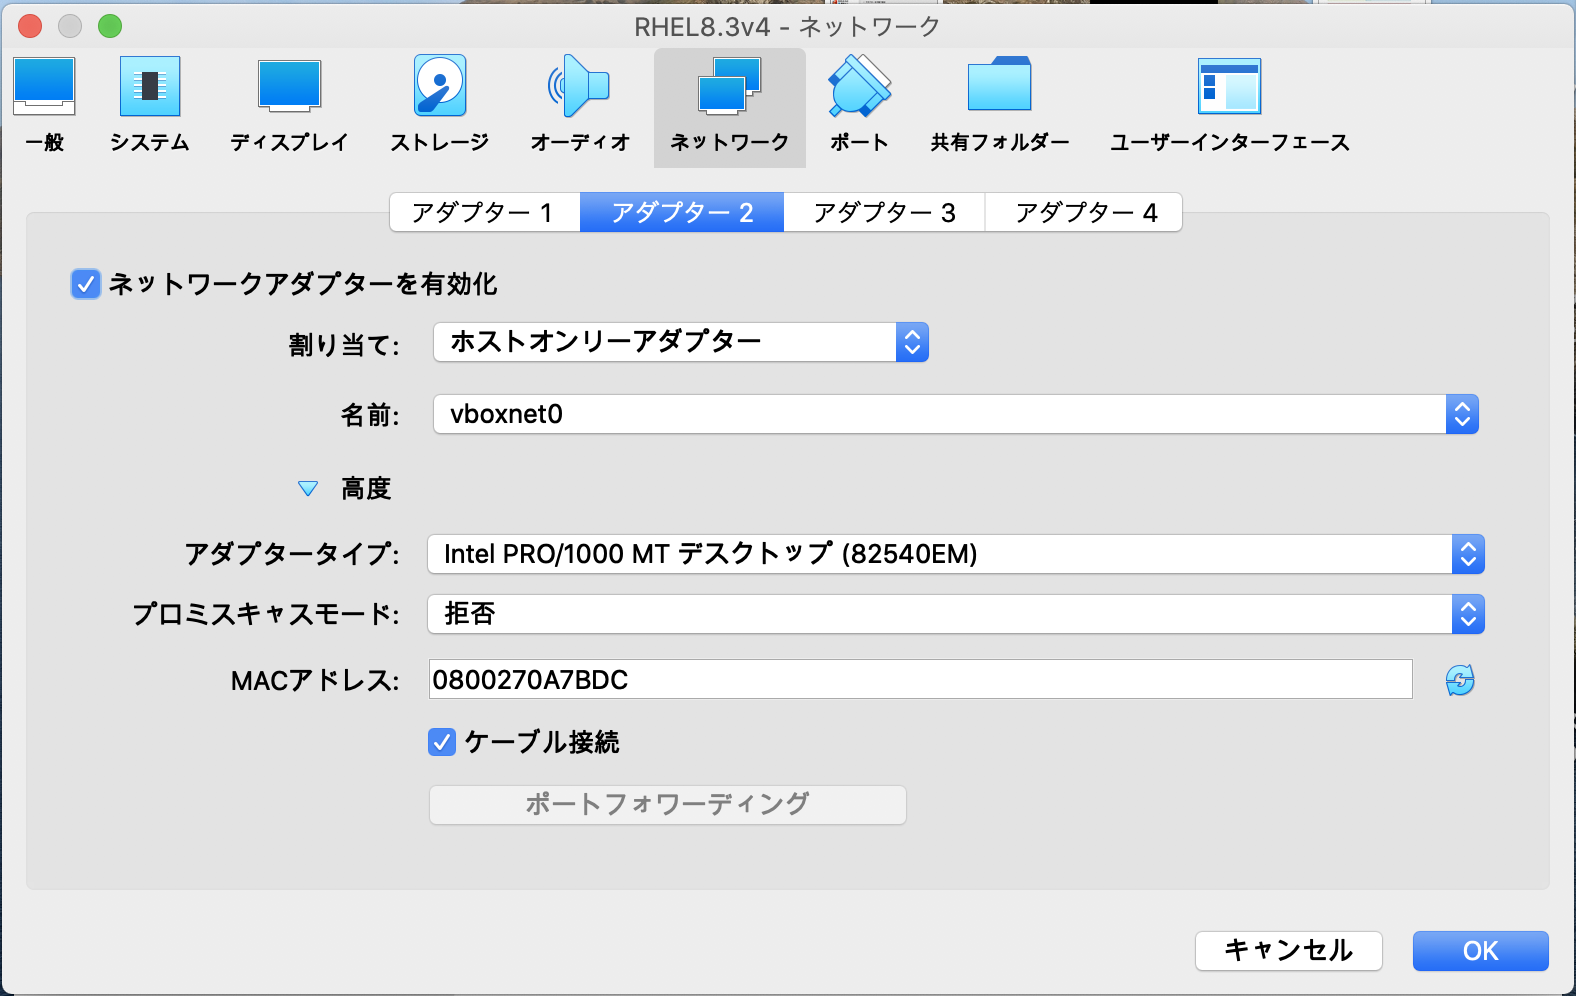 RHEL8.3v4 - ネットワーク
一般 システム ディスプレイ ストレージ オーディオ ネットワーク ポート 共有フォルダー ユーザーインターフェース
アダプター 1 アダプター 2 アダプター 3 アダプター 4
ネットワークアダプターを有効化
割り当て: ホストオンリーアダプター
名前: vboxnet0
高度
アダプタータイプ: Intel PRO/1000 MT デスクトップ (82540EM)
プロミスキャスモード: 拒否
MACアドレス: 0800270A7BDC
ケーブル接続
ポートフォワーディング
キャンセル OK